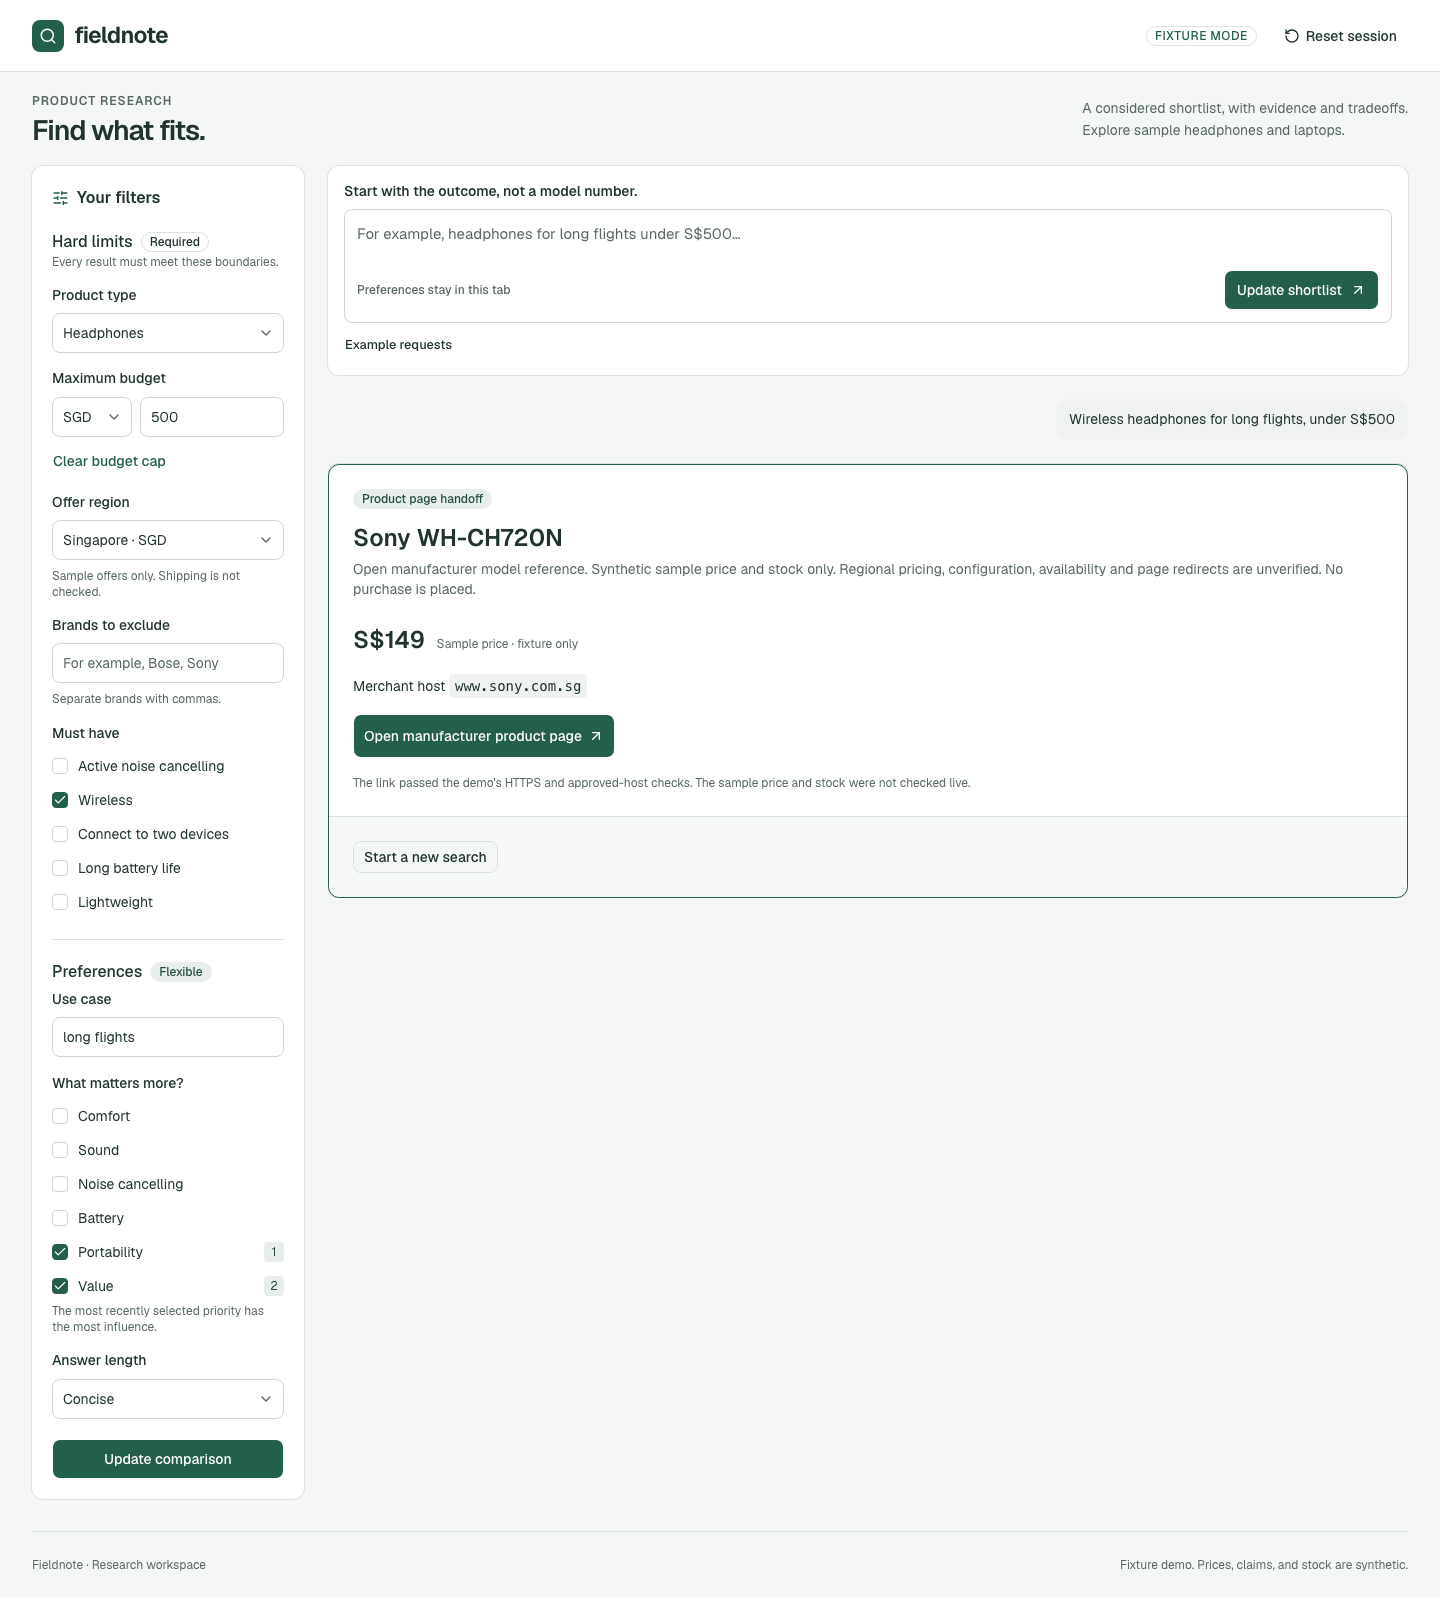 fieldnote
FIXTURE MODE
Reset session
PRODUCT RESEARCH
Find what fits.
A considered shortlist, with evidence and tradeoffs.
Explore sample headphones and laptops.
Your filters
Hard limits
Required
Every result must meet these boundaries.
Product type
Headphones
Maximum budget
SGD
500
Clear budget cap
Offer region
Singapore · SGD
Sample offers only. Shipping is not
checked.
Brands to exclude
For example, Bose, Sony
Separate brands with commas.
Must have
Active noise cancelling
Wireless
Connect to two devices
Long battery life
Lightweight
Preferences
Flexible
Use case
long flights
What matters more?
Comfort
Sound
Noise cancelling
Battery
Portability
1
Value
2
The most recently selected priority has
the most influence.
Answer length
Concise
Update comparison
Start with the outcome, not a model number.
For example, headphones for long flights under S$500…
Preferences stay in this tab
Update shortlist
Example requests
Wireless headphones for long flights, under S$500
Product page handoff
Sony WH-CH720N
Open manufacturer model reference. Synthetic sample price and stock only. Regional pricing, configuration, availability and page redirects are unverified. No
purchase is placed.
S$149
Sample price · fixture only
Merchant host www.sony.com.sg
Open manufacturer product page
The link passed the demo's HTTPS and approved-host checks. The sample price and stock were not checked live.
Start a new search
Fieldnote · Research workspace
Fixture demo. Prices, claims, and stock are synthetic.